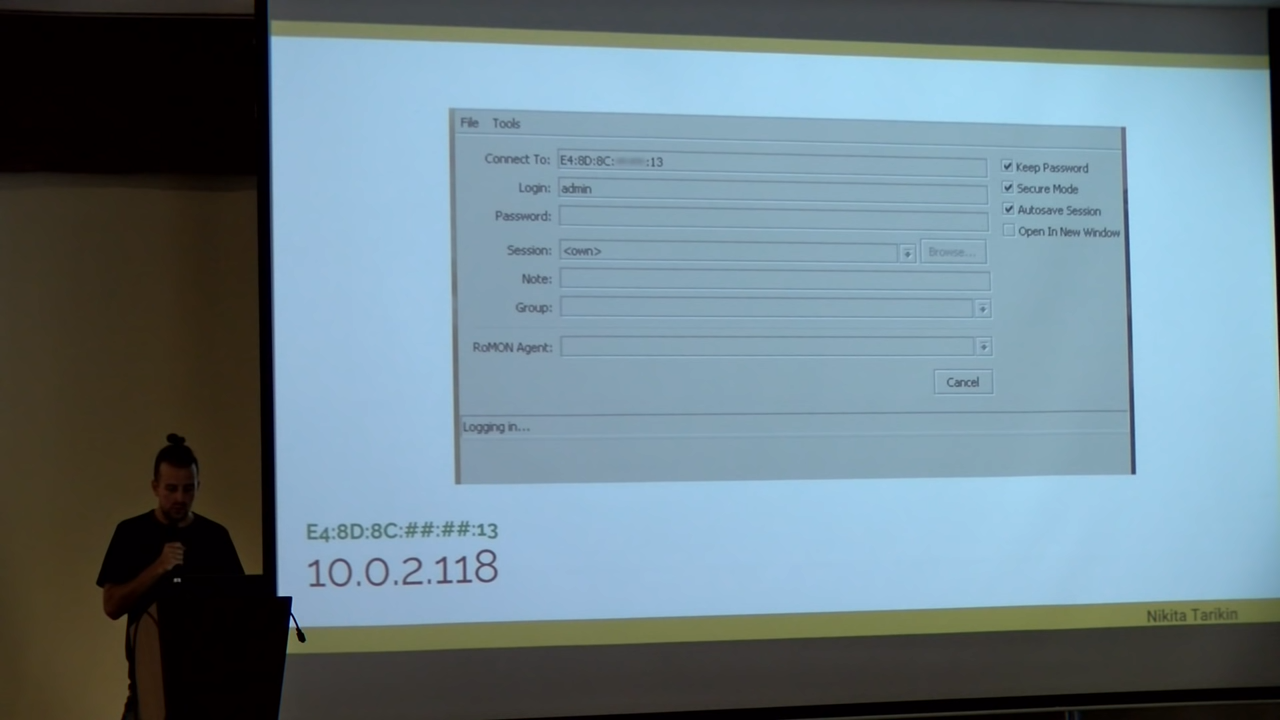 File Tools
Connect To: E4:8D:8C: :13
Login: admin
Password:
Session: <own> Browse...
Note:
Group:
RoMON Agent:
Keep Password
Secure Mode
Autosave Session
Open In New Window
Cancel
Logging in...
E4:8D:8C:##:##:13
10.0.2.118
Nikita Tarikin